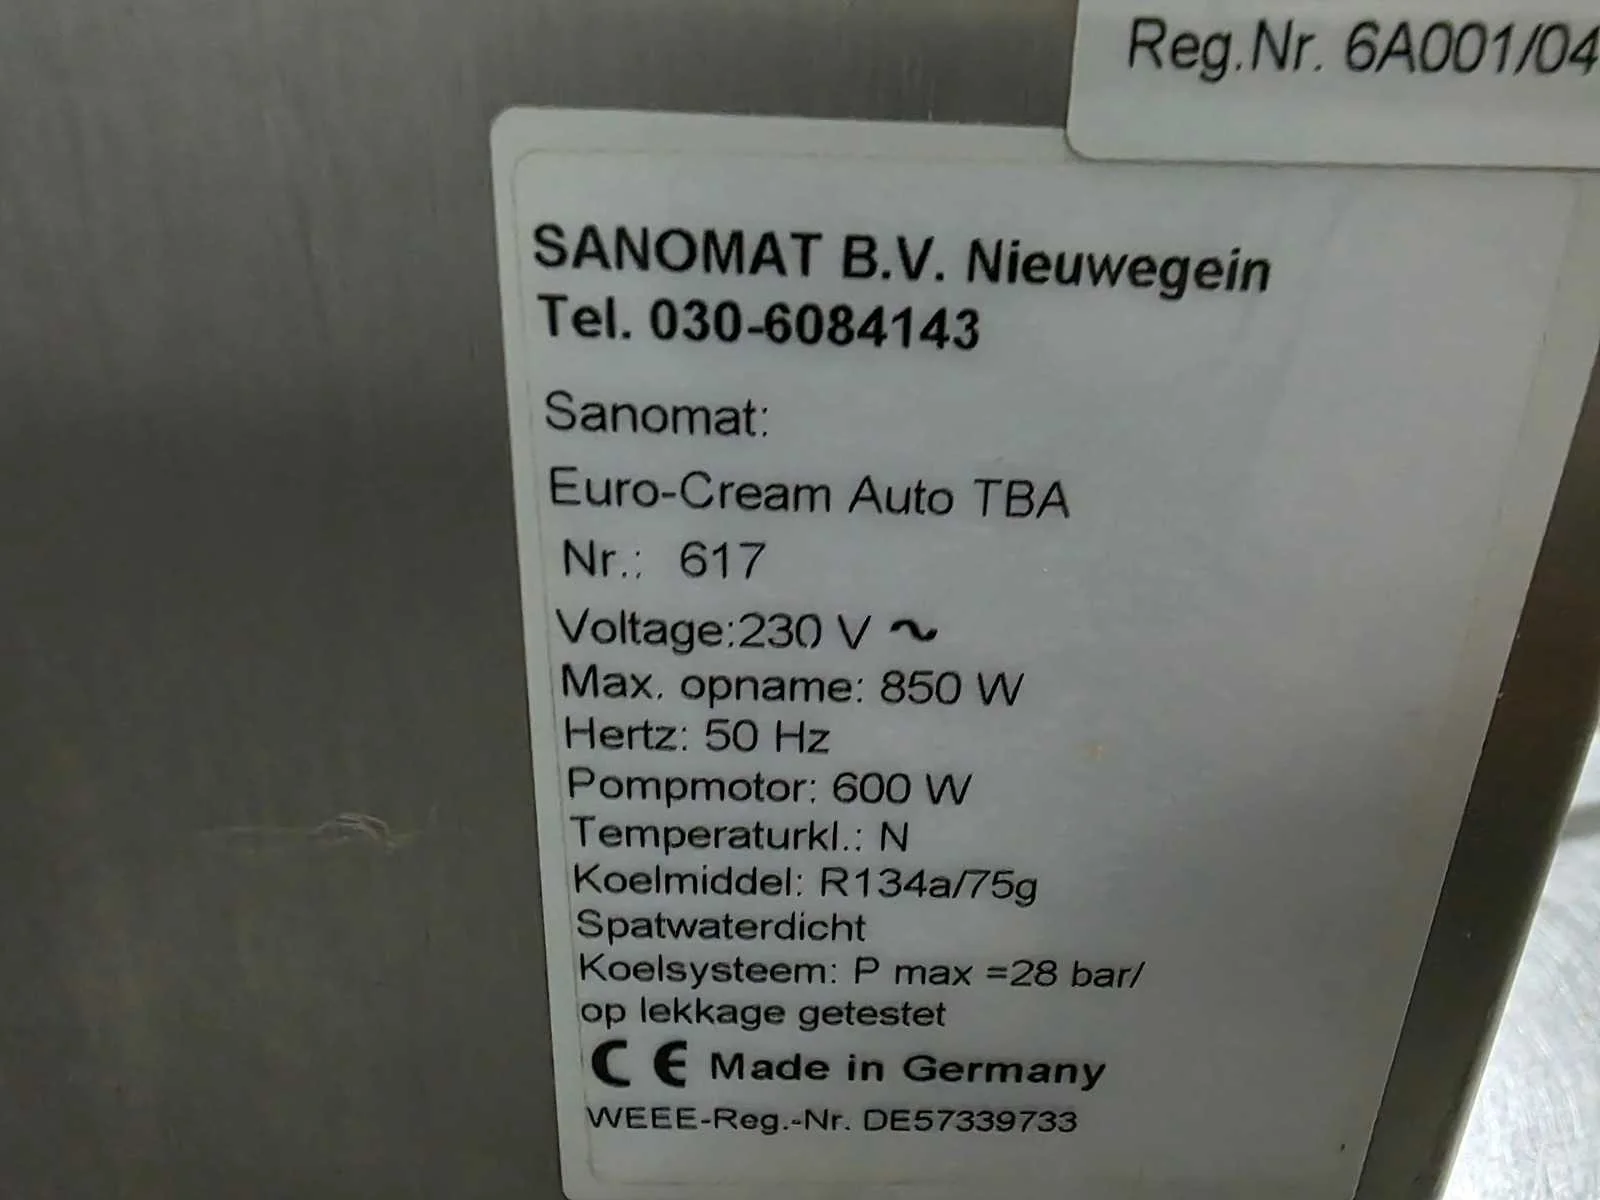 Reg.Nr. 6A001/04
SANOMAT B.V. Nieuwegein
Tel. 030-6084143
Sanomat:
Euro-Cream Auto TBA
Nr.: 617
Voltage:230 V ~
Max. opname: 850 W
Hertz: 50 Hz
Pompmotor: 600 W
Temperaturkl.: N
Koelmiddel: R134a/75g
Spatwaterdicht
Koelsysteem: P max =28 bar/
op lekkage getestet
CE Made in Germany
WEEE-Reg.-Nr. DE57339733